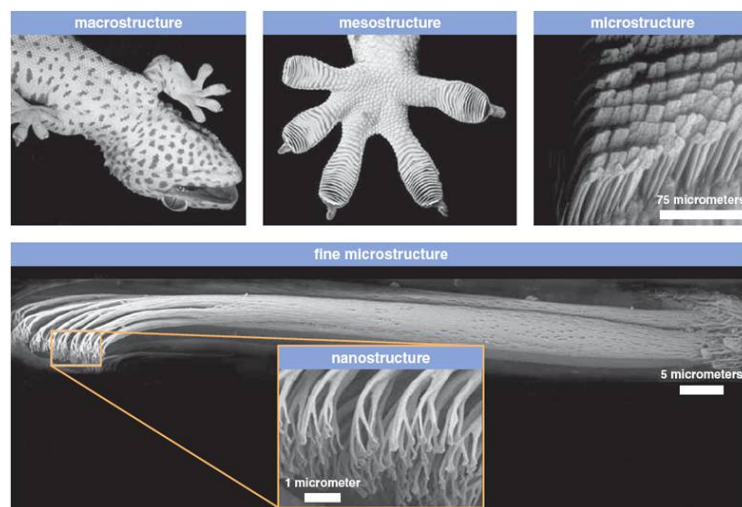 macrostructure
mesostructure
microstructure
75 micrometers
fine microstructure
nanostructure
5 micrometers
1 micrometer